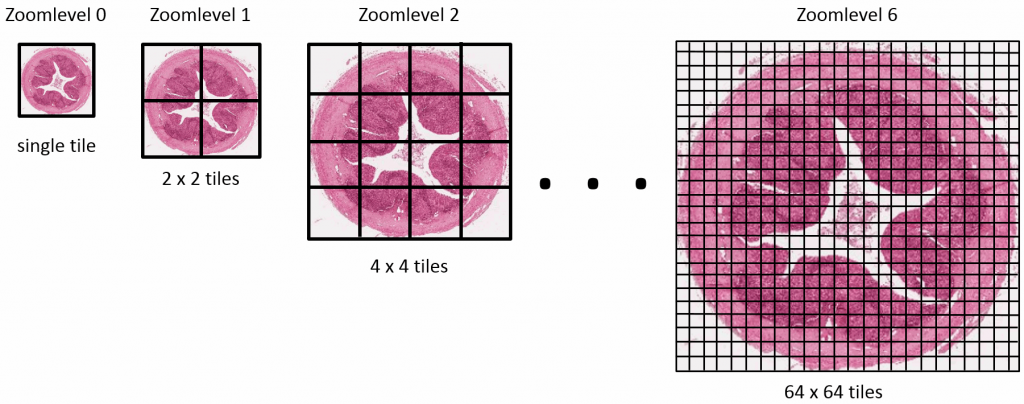 Zoomlevel 0
Zoomlevel 1
Zoomlevel 2
Zoomlevel 6
single tile
2 x 2 tiles
4 x 4 tiles
64 x 64 tiles